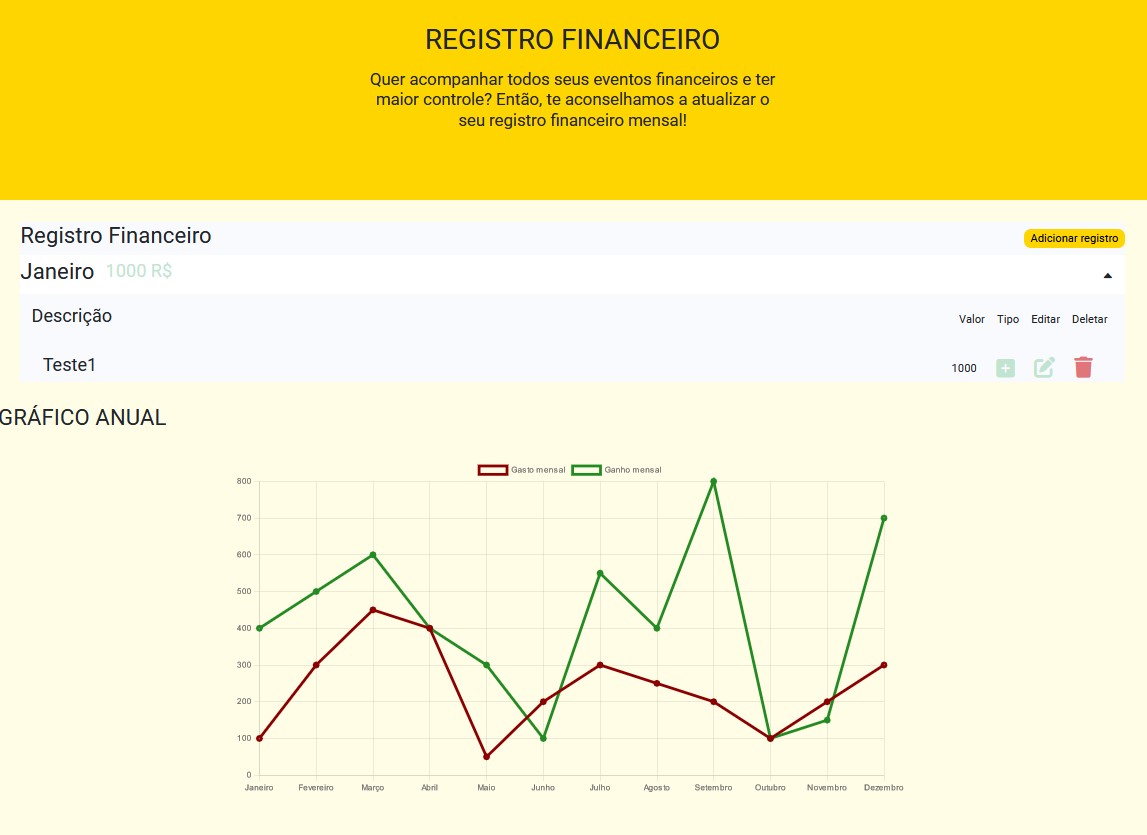 REGISTRO FINANCEIRO
Quer acompanhar todos seus eventos financeiros e ter
maior controle? Então, te aconselhamos a atualizar o
seu registro financeiro mensal!
Registro Financeiro
Adicionar registro
Janeiro 1000 R$
Descrição
Valor Tipo Editar Deletar
Teste1
1000
GRÁFICO ANUAL
Gasto mensal Ganho mensal
800
700
600
500
400
300
200
100
0
Janeiro Fevereiro Março Abril Maio Junho Julho Agosto Setembro Outubro Novembro Dezembro